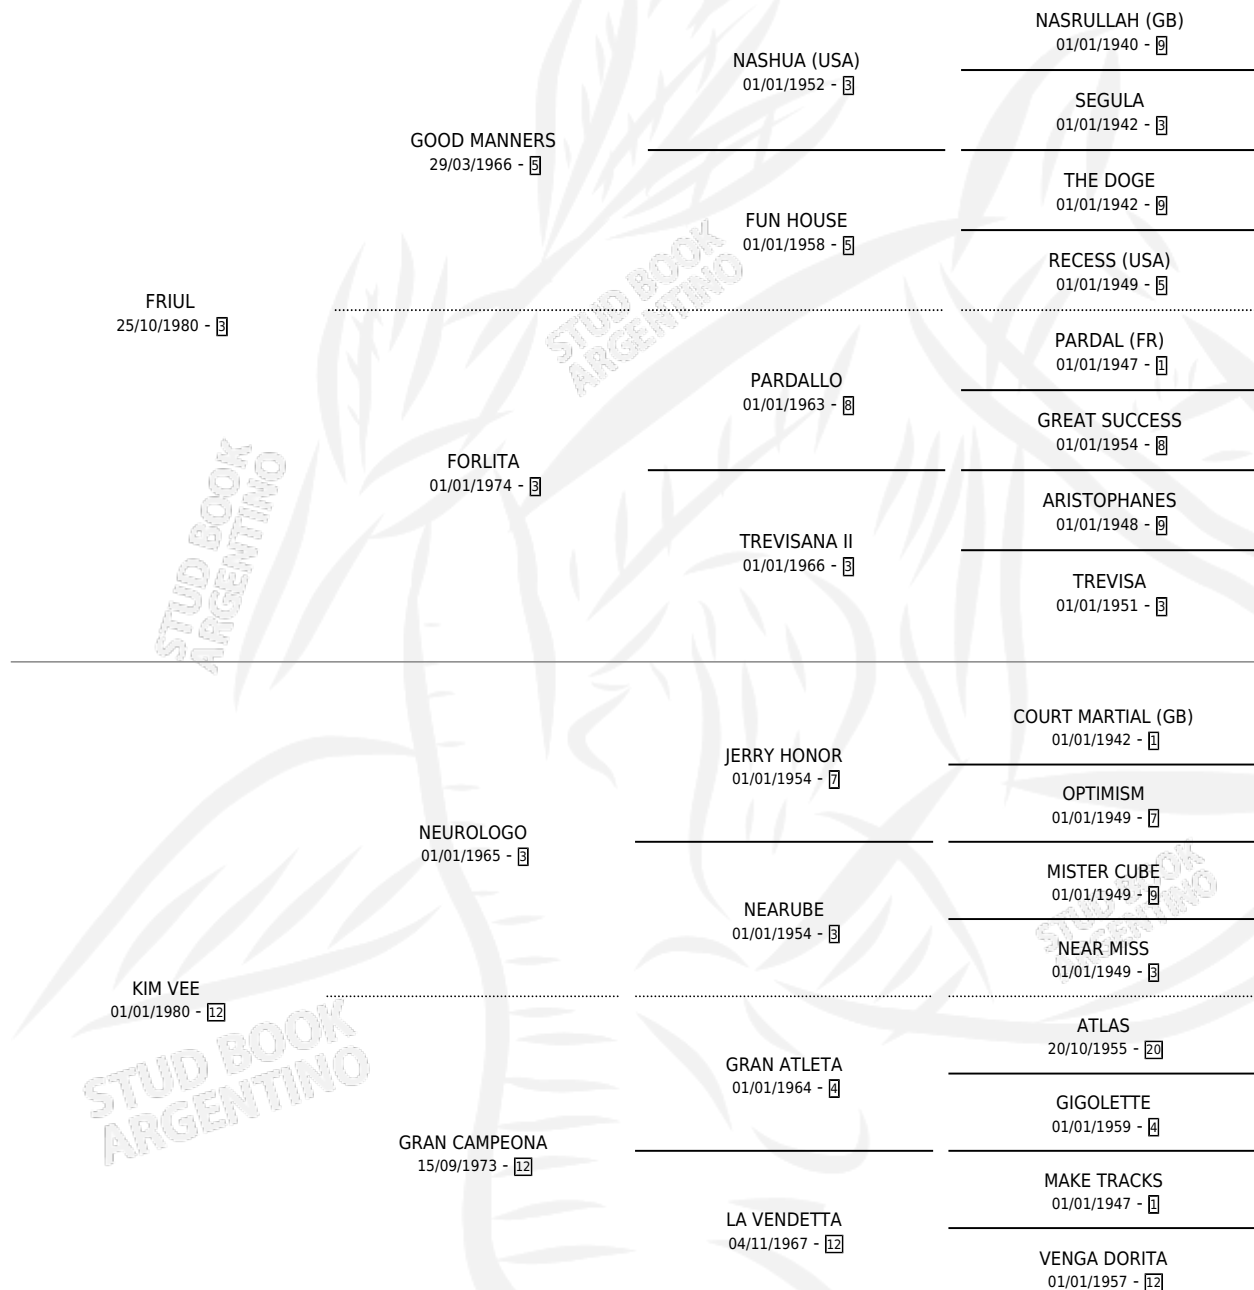 NASRULLAH (GB)
01/01/1940 - 9
NASHUA (USA)
01/01/1952 - 3
SEGULA
01/01/1942 - 3
GOOD MANNERS
29/03/1966 - 5
THE DOGE
01/01/1942 - 9
FUN HOUSE
01/01/1958 - 5
RECESS (USA)
01/01/1949 - 5
FRIUL
25/10/1980 - 3
PARDAL (FR)
01/01/1947 - 1
PARDALLO
01/01/1963 - 8
GREAT SUCCESS
01/01/1954 - 8
FORLITA
01/01/1974 - 3
ARISTOPHANES
01/01/1948 - 9
TREVISANA II
01/01/1966 - 3
TREVISA
01/01/1951 - 3
COURT MARTIAL (GB)
01/01/1942 - 1
JERRY HONOR
01/01/1954 - 7
OPTIMISM
01/01/1949 - 7
NEUROLOGO
01/01/1965 - 3
MISTER CUBE
01/01/1949 - 9
NEARUBE
01/01/1954 - 3
NEAR MISS
01/01/1949 - 3
KIM VEE
01/01/1980 - 12
ATLAS
20/10/1955 - 20
GRAN ATLETA
01/01/1964 - 4
GIGOLETTE
01/01/1959 - 4
GRAN CAMPEONA
15/09/1973 - 12
MAKE TRACKS
01/01/1947 - 1
LA VENDETTA
04/11/1967 - 12
VENGA DORITA
01/01/1957 - 12
STUD BOOK
ARGENTINO
STUD BOOK
ARGENTINO
STUD BOOK
ARGENTINO
STUD BOOK
ARGENTINO